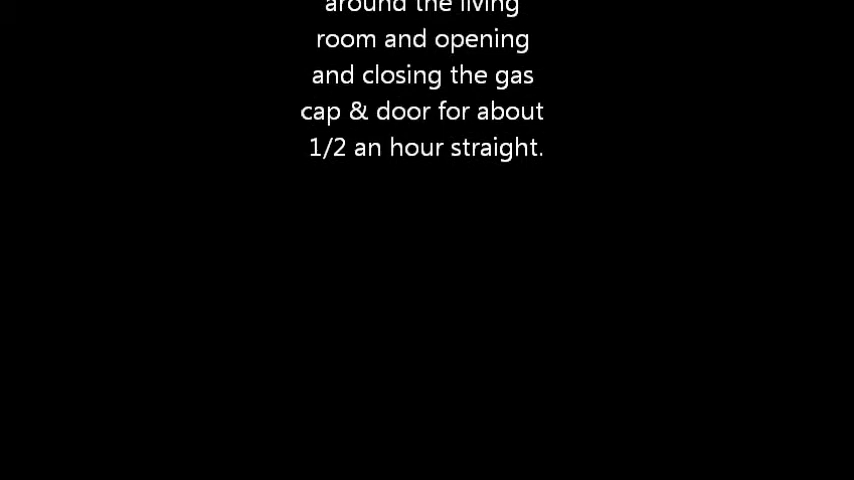 around the living
room and opening
and closing the gas
cap & door for about
1/2 an hour straight.